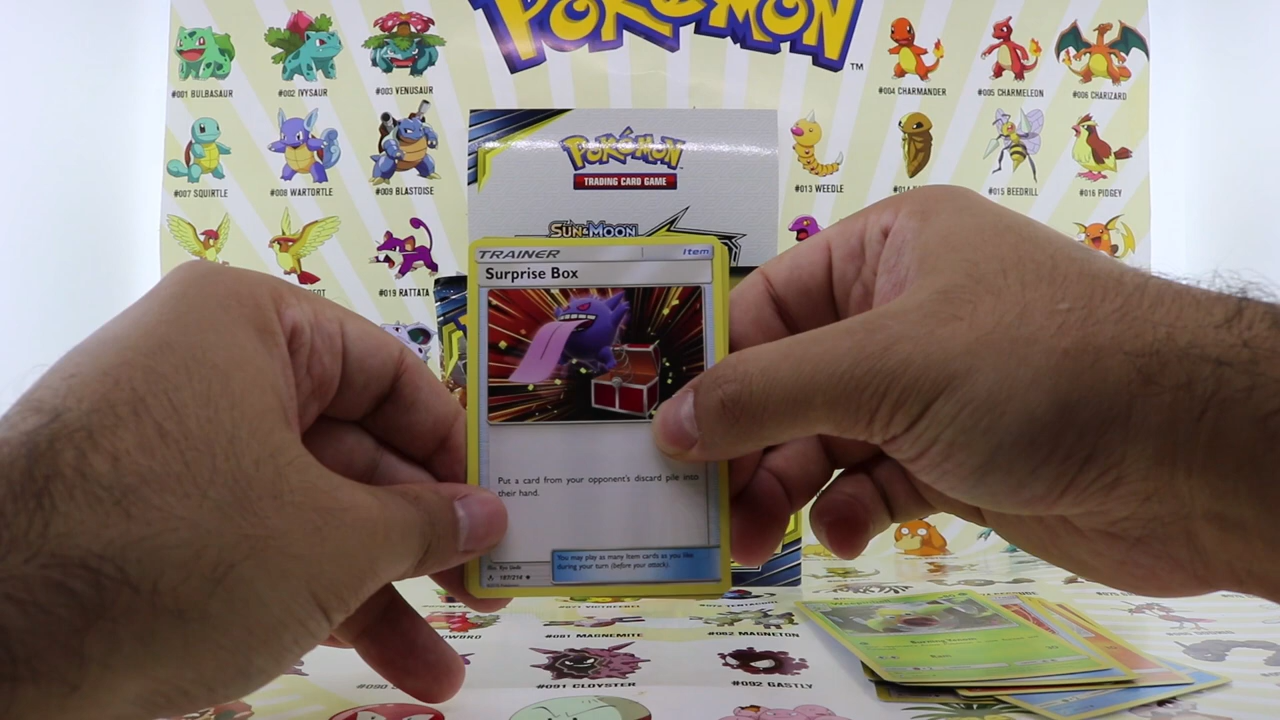 POKÉMON
TM
#001 BULBASAUR
#002 IVYSAUR
#003 VENUSAUR
#004 CHARMANDER
#005 CHARMELEON
#006 CHARIZARD
#007 SQUIRTLE
#008 WARTORTLE
#009 BLASTOISE
#013 WEEDLE
#015 BEEDRILL
#016 PIDGEY
#019 RATTATA
POKÉMON
TRADING CARD GAME
SUN & MOON
TRAINER
Item
Surprise Box
Put a card from your opponent's discard pile into
their hand.
You may play as many Item cards as you like
during your turn (before your attack).
187/214
#081 MAGNEMITE
#082 MAGNETON
#091 CLOYSTER
#092 GASTLY